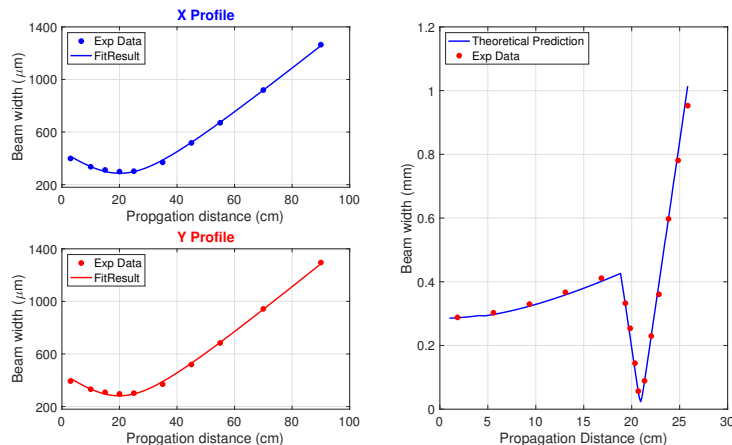 X Profile
Beam width (μm)
1400
1000
600
200
Exp Data
FitResult
0 20 40 60 80 100
Propgation distance (cm)
Y Profile
Beam width (μm)
1400
1000
600
200
Exp Data
FitResult
0 20 40 60 80 100
Propgation distance (cm)
Beam width (mm)
1.2
1
0.8
0.6
0.4
0.2
0
Theoretical Prediction
Exp Data
0 5 10 15 20 25 30
Propagation Distance (cm)